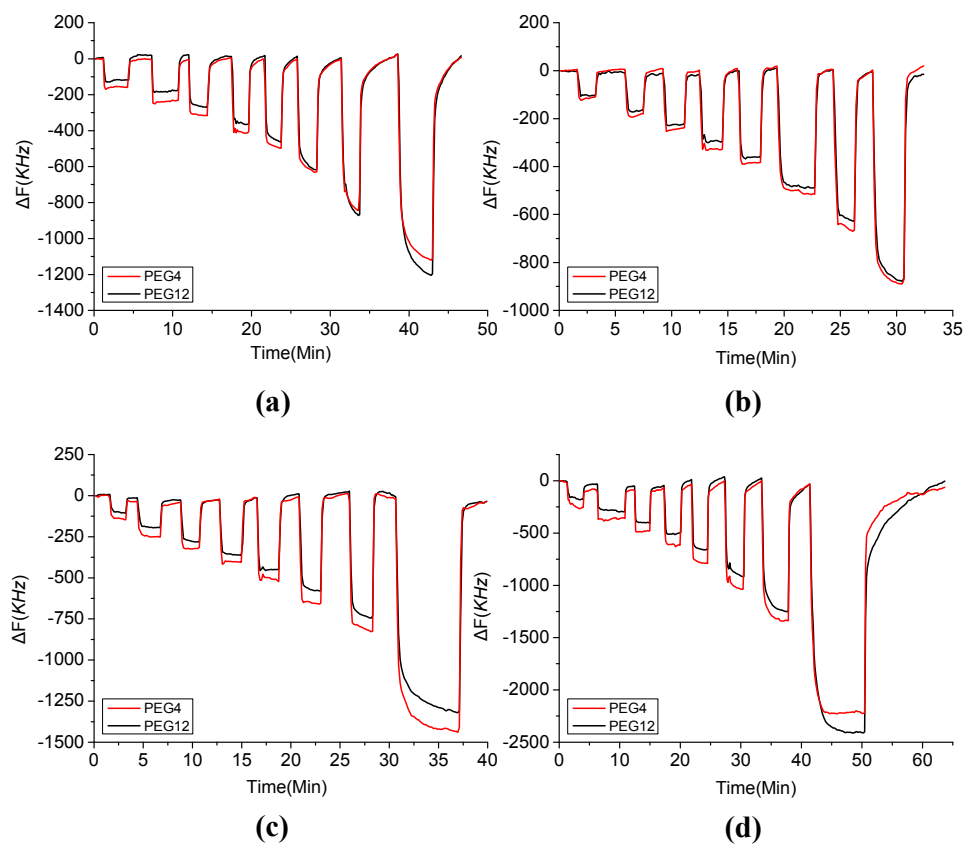 200
0
-200
-400
-600
-800
-1000
-1200
-1400
ΔF(KHz)
PEG4
PEG12
0 10 20 30 40 50
Time(Min)
(a)
200
0
-200
-400
-600
-800
-1000
ΔF(KHz)
PEG4
PEG12
0 5 10 15 20 25 30 35
Time(Min)
(b)
250
0
-250
-500
-750
-1000
-1250
-1500
ΔF(KHz)
PEG4
PEG12
0 5 10 15 20 25 30 35 40
Time(Min)
(c)
500
0
-500
-1000
-1500
-2000
-2500
ΔF(KHz)
PEG4
PEG12
0 10 20 30 40 50 60
Time(Min)
(d)